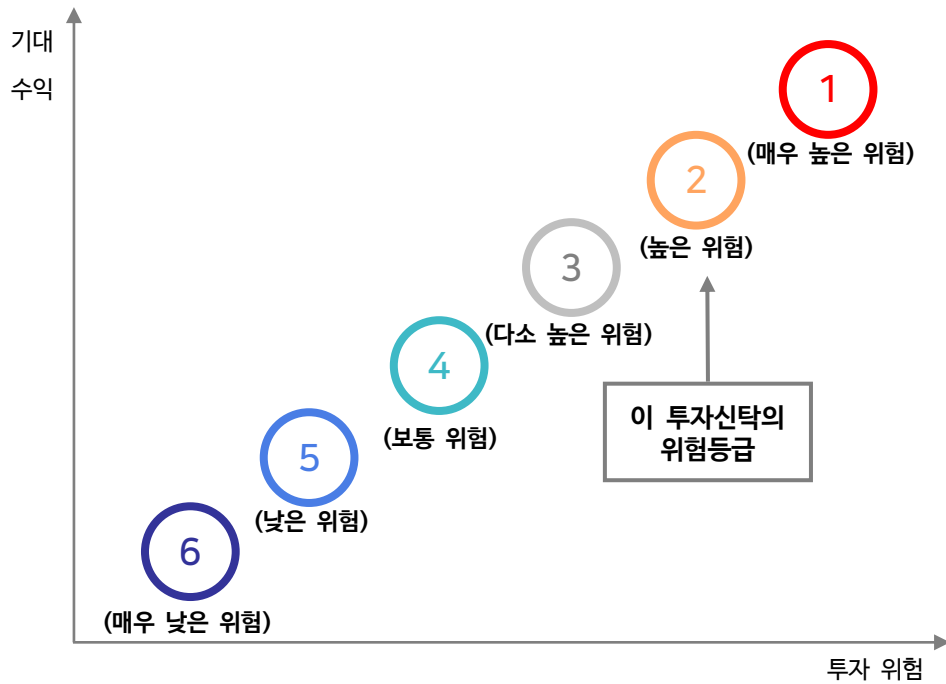 기대
수익
1
(매우 높은 위험)
2
(높은 위험)
3
(다소 높은 위험)
4
(보통 위험)
이 투자신탁의
위험등급
5
(낮은 위험)
6
(매우 낮은 위험)
투자 위험